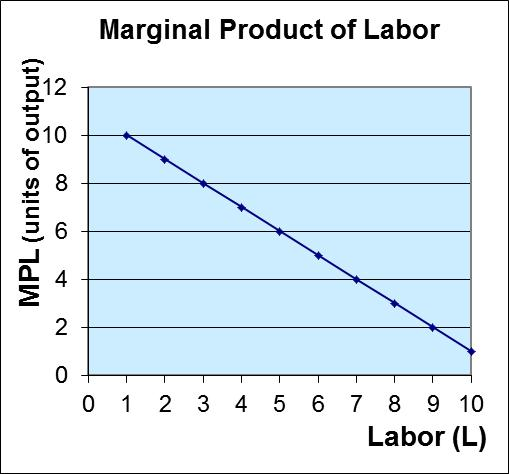 Marginal Product of Labor
MPL (units of output)
12
10
8
6
4
2
0
0 1 2 3 4 5 6 7 8 9 10
Labor (L)